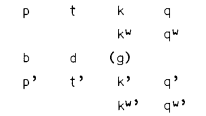 p t k q
kʷ qʷ
b d (g)
p’ t’ k’ q’
kʷ’ qʷ’